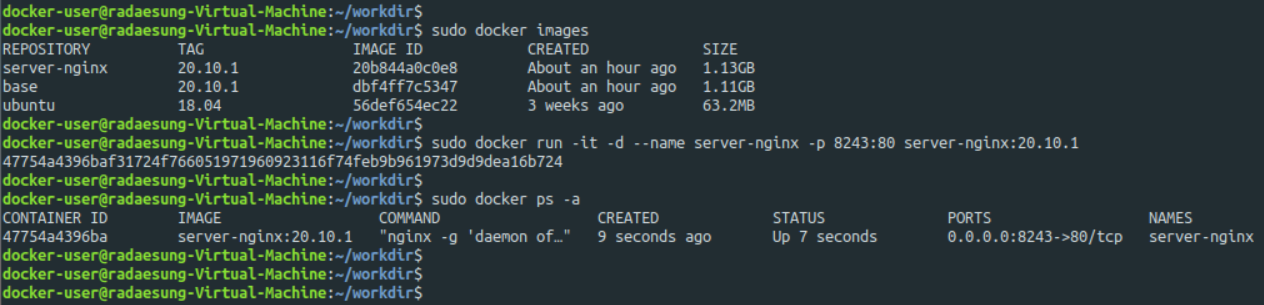 docker-user@radaesung-Virtual-Machine:~/workdir$
docker-user@radaesung-Virtual-Machine:~/workdir$ sudo docker images
REPOSITORY TAG IMAGE ID CREATED SIZE
server-nginx 20.10.1 20b844a0c0e8 About an hour ago 1.13GB
base 20.10.1 dbf4ff7c5347 About an hour ago 1.11GB
ubuntu 18.04 56def654ec22 3 weeks ago 63.2MB
docker-user@radaesung-Virtual-Machine:~/workdir$
docker-user@radaesung-Virtual-Machine:~/workdir$ sudo docker run -it -d --name server-nginx -p 8243:80 server-nginx:20.10.1
47754a4396baf31724f766051971960923116f74feb9b961973d9d9dea16b724
docker-user@radaesung-Virtual-Machine:~/workdir$
docker-user@radaesung-Virtual-Machine:~/workdir$ sudo docker ps -a
CONTAINER ID IMAGE COMMAND CREATED STATUS PORTS NAMES
47754a4396ba server-nginx:20.10.1 "nginx -g 'daemon of…" 9 seconds ago Up 7 seconds 0.0.0.0:8243->80/tcp server-nginx
docker-user@radaesung-Virtual-Machine:~/workdir$
docker-user@radaesung-Virtual-Machine:~/workdir$
docker-user@radaesung-Virtual-Machine:~/workdir$